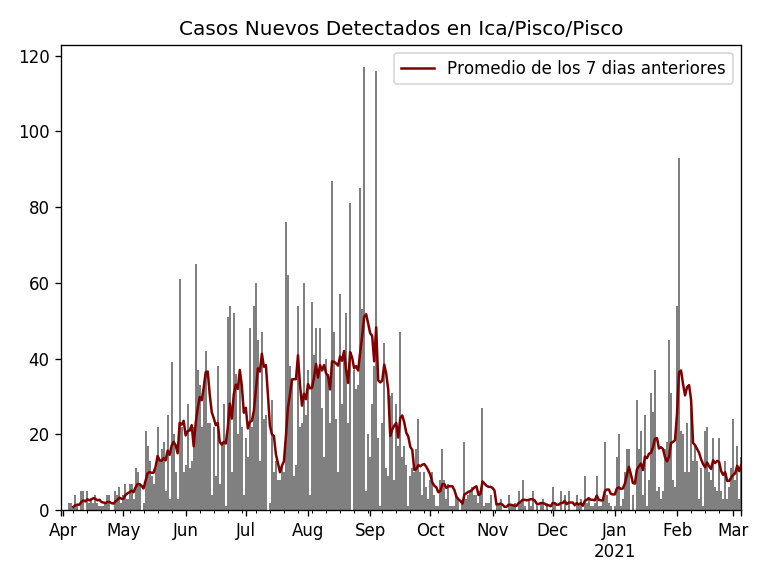 Casos Nuevos Detectados en Ica/Pisco/Pisco
Promedio de los 7 dias anteriores
120
100
80
60
40
20
0
Apr May Jun Jul Aug Sep Oct Nov Dec Jan Feb Mar
2021